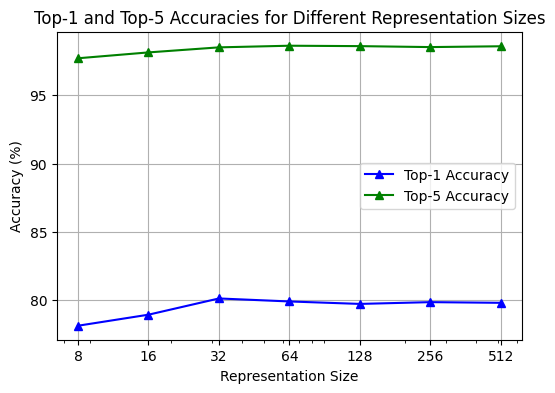 Top-1 and Top-5 Accuracies for Different Representation Sizes
95
90
85
80
Accuracy (%)
Top-1 Accuracy
Top-5 Accuracy
8 16 32 64 128 256 512
Representation Size